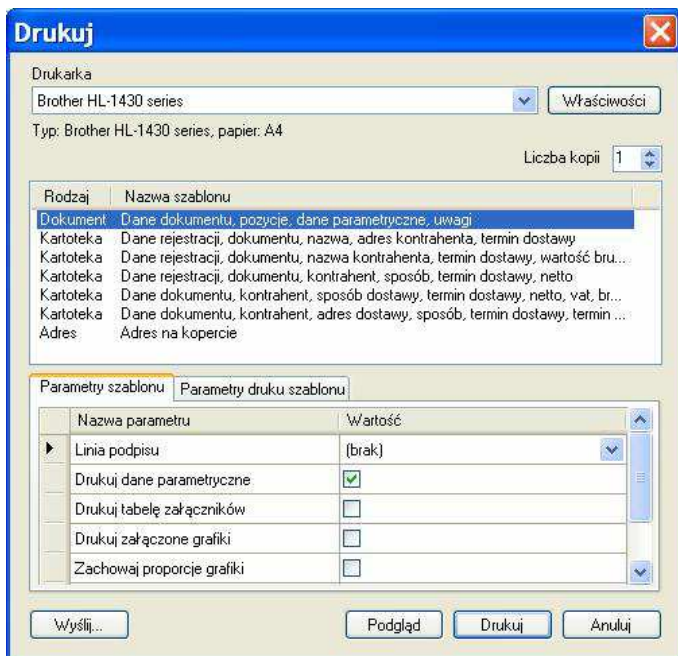 Drukuj
Drukarka
Brother HL-1430 series
Właściwości
Typ: Brother HL-1430 series, papier: A4
Liczba kopii 1
Rodzaj Nazwa szablonu
Dokument Dane dokumentu, pozycje, dane parametryczne, uwagi
Kartoteka Dane rejestracji, dokumentu, nazwa, adres kontrahenta, termin dostawy
Kartoteka Dane rejestracji, dokumentu, nazwa kontrahenta, termin dostawy, wartość bru...
Kartoteka Dane rejestracji, dokumentu, kontrahent, sposób, termin dostawy, netto
Kartoteka Dane dokumentu, kontrahent, sposób dostawy, termin dostawy, netto, vat, br...
Kartoteka Dane dokumentu, kontrahent, adres dostawy, sposób, termin dostawy, termin ...
Adres Adres na kopercie
Parametry szablonu Parametry druku szablonu
Nazwa parametru Wartość
Linia podpisu (brak)
Drukuj dane parametryczne
Drukuj tabelę załączników
Drukuj załączone grafiki
Zachowaj proporcje grafiki
Wyślij... Podgląd Drukuj Anuluj